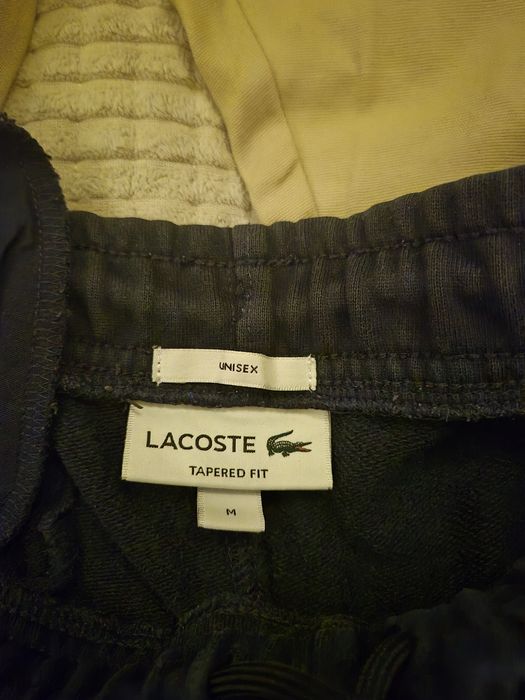 UNISEX
LACOSTE
TAPERED FIT
M